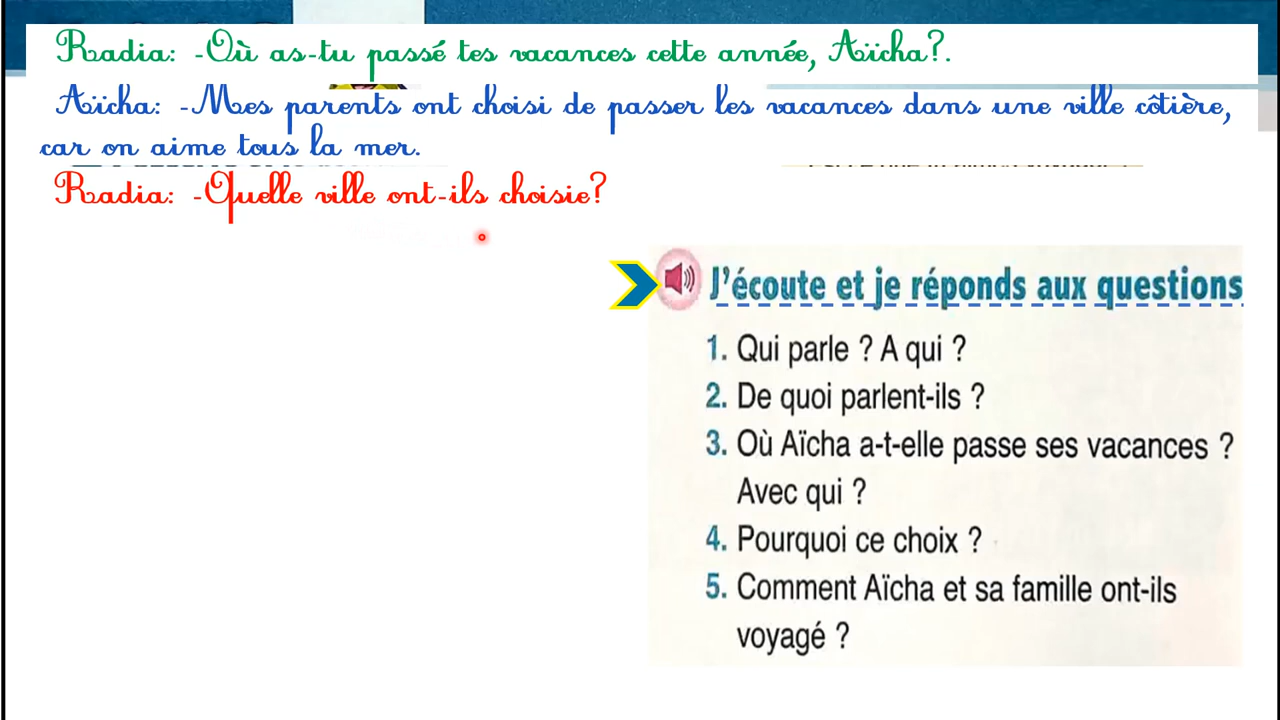 Radia: -Où as-tu passé tes vacances cette année, Aïcha?.
Aïcha: -Mes parents ont choisi de passer les vacances dans une ville côtière,
car on aime tous la mer.
Radia: -Quelle ville ont-ils choisie?
J'écoute et je réponds aux questions
1. Qui parle ? A qui ?
2. De quoi parlent-ils ?
3. Où Aïcha a-t-elle passe ses vacances ?
Avec qui ?
4. Pourquoi ce choix ?
5. Comment Aïcha et sa famille ont-ils
voyagé ?